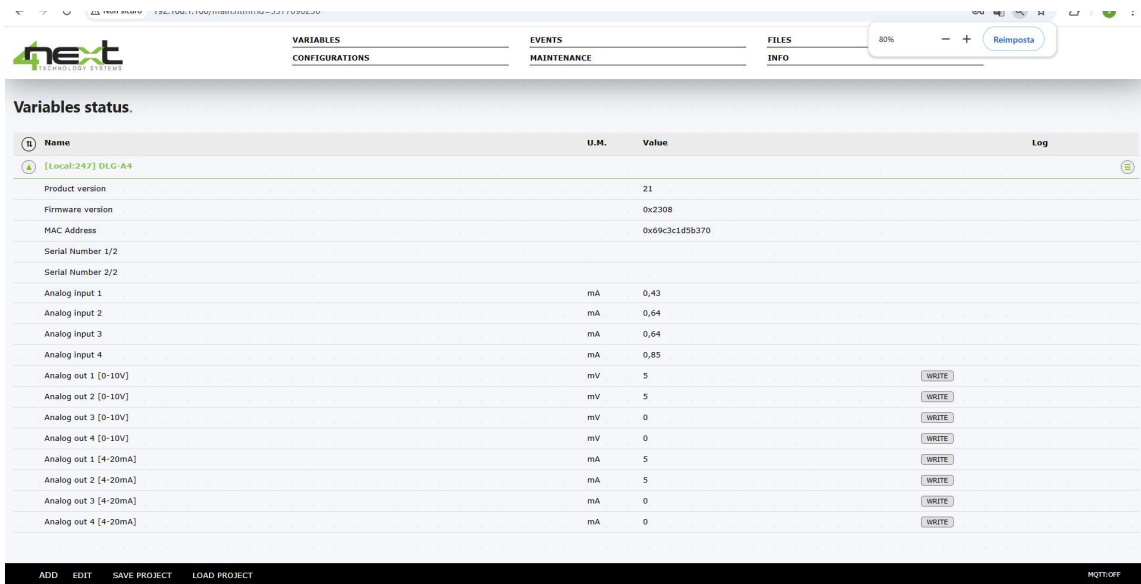 80%
− +
Reimposta
4next
TECHNOLOGY SYSTEMS
VARIABLES
EVENTS
FILES
CONFIGURATIONS
MAINTENANCE
INFO
Variables status.
Name U.M. Value Log
[Local:247] DLG-A4
Product version 21
Firmware version 0x2308
MAC Address 0x69c3c1d5b370
Serial Number 1/2
Serial Number 2/2
Analog input 1 mA 0,43
Analog input 2 mA 0,64
Analog input 3 mA 0,64
Analog input 4 mA 0,85
Analog out 1 [0-10V] mV 5 WRITE
Analog out 2 [0-10V] mV 5 WRITE
Analog out 3 [0-10V] mV 0 WRITE
Analog out 4 [0-10V] mV 0 WRITE
Analog out 1 [4-20mA] mA 5 WRITE
Analog out 2 [4-20mA] mA 5 WRITE
Analog out 3 [4-20mA] mA 0 WRITE
Analog out 4 [4-20mA] mA 0 WRITE
ADD EDIT SAVE PROJECT LOAD PROJECT MQTT:OFF